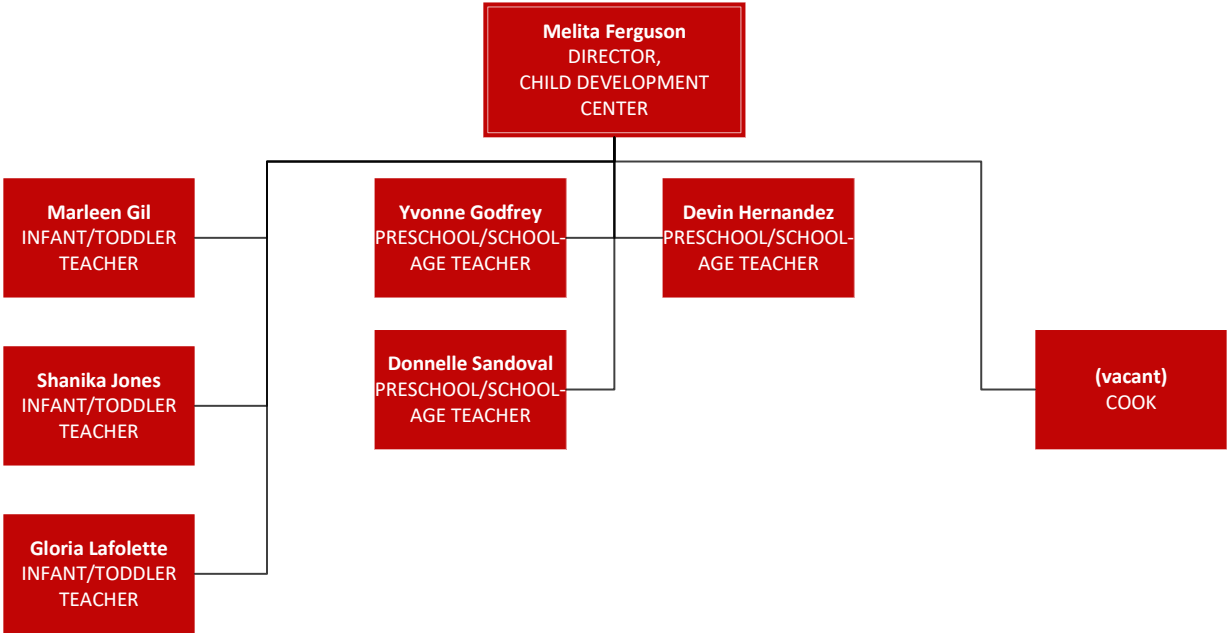 Melita Ferguson
DIRECTOR,
CHILD DEVELOPMENT
CENTER
Marleen Gil
INFANT/TODDLER
TEACHER
Yvonne Godfrey
PRESCHOOL/SCHOOL-
AGE TEACHER
Devin Hernandez
PRESCHOOL/SCHOOL-
AGE TEACHER
Shanika Jones
INFANT/TODDLER
TEACHER
Donnelle Sandoval
PRESCHOOL/SCHOOL-
AGE TEACHER
(vacant)
COOK
Gloria Lafolette
INFANT/TODDLER
TEACHER